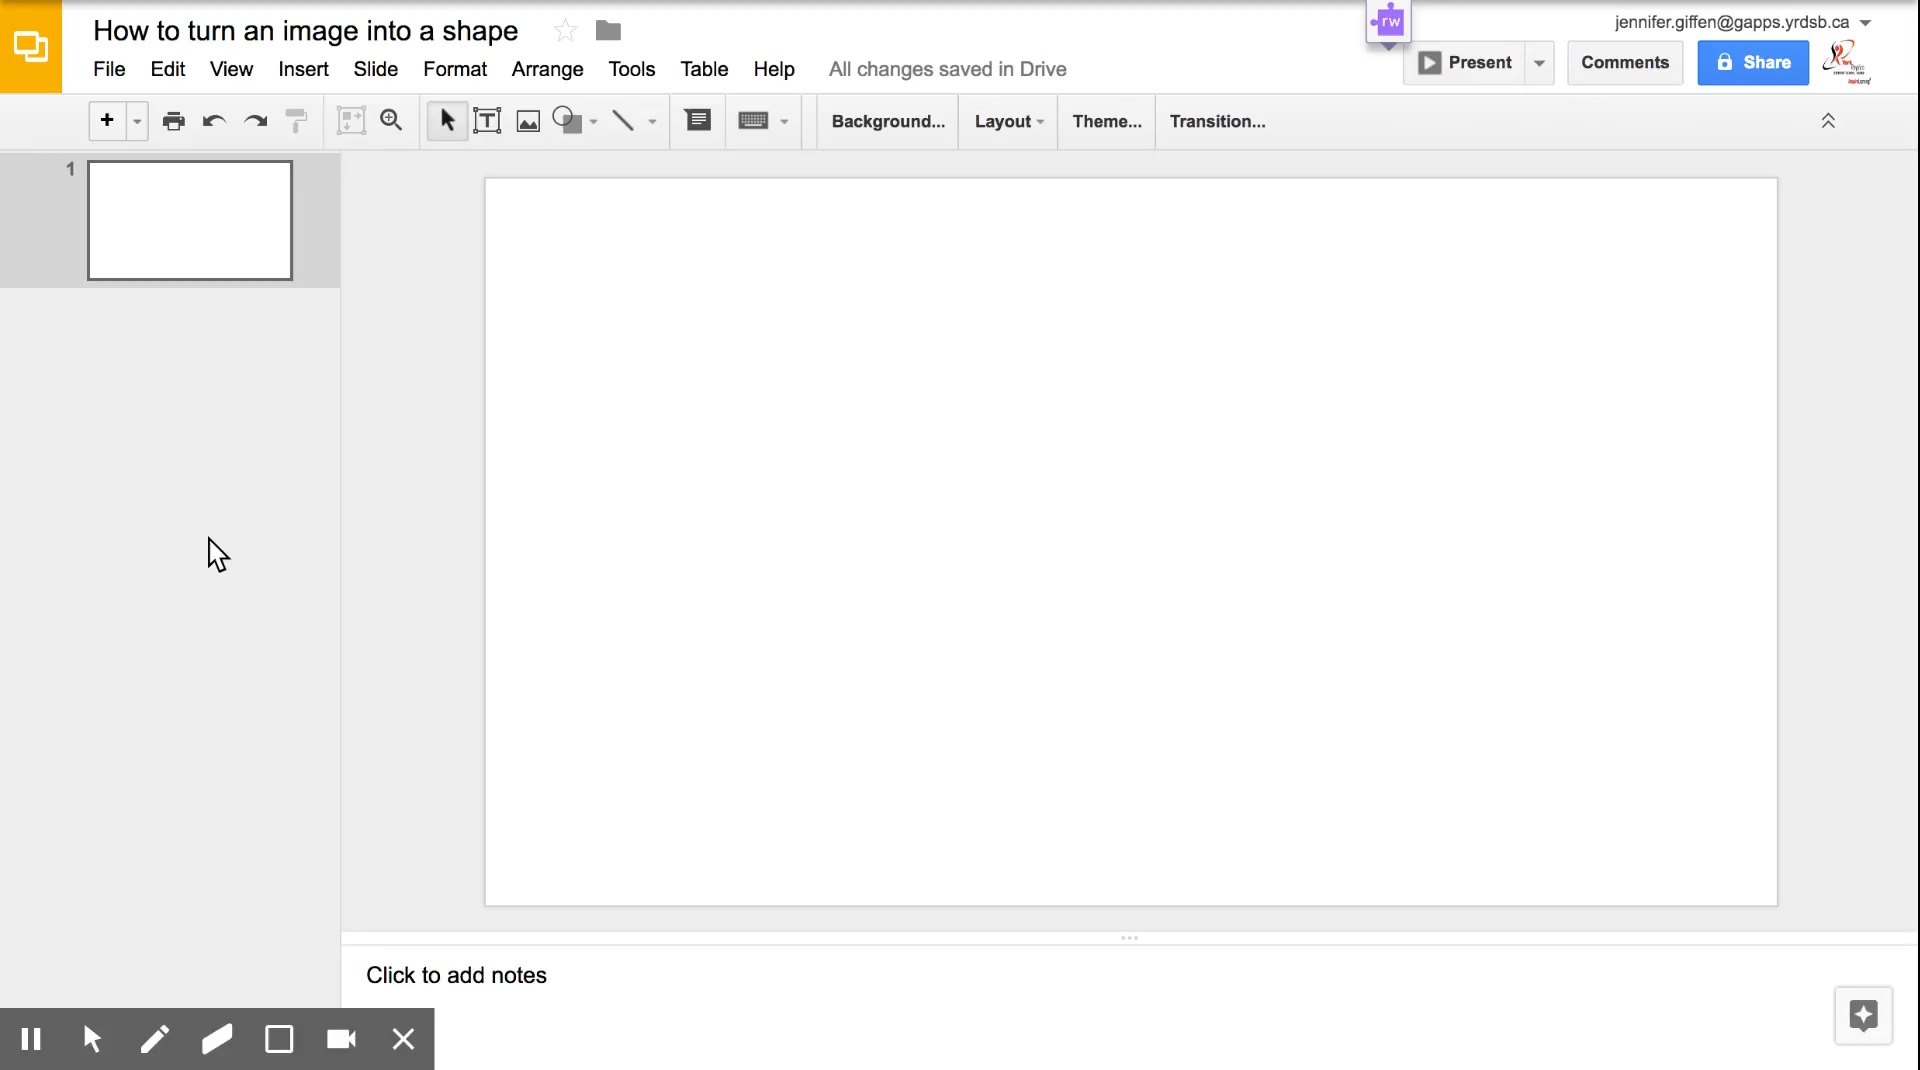 How to turn an image into a shape
rw
jennifer.giffen@gapps.yrdsb.ca
File Edit View Insert Slide Format Arrange Tools Table Help All changes saved in Drive
Present Comments Share
Background... Layout Theme... Transition...
1
Click to add notes